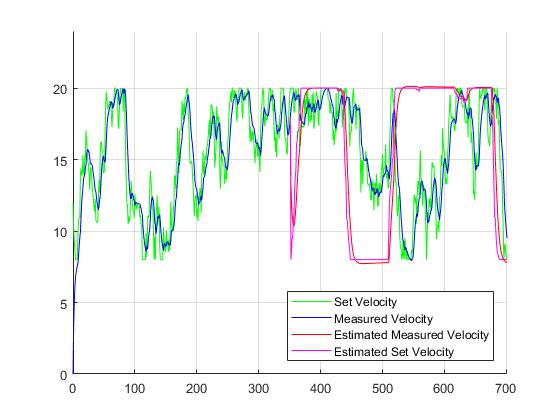 20
15
10
5
0
0 100 200 300 400 500 600 700
Set Velocity
Measured Velocity
Estimated Measured Velocity
Estimated Set Velocity